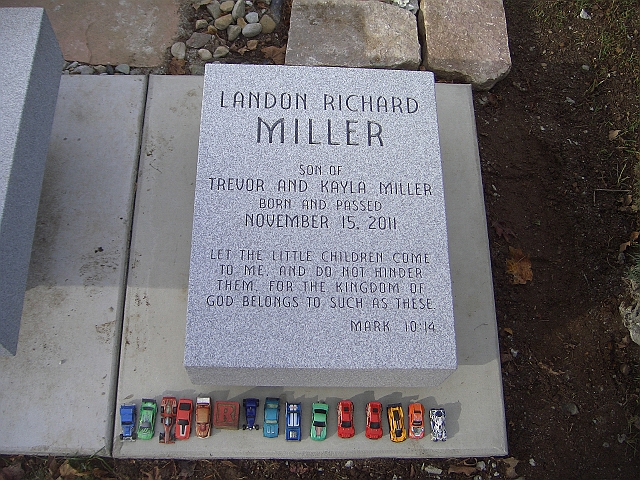 LANDON RICHARD
MILLER
SON OF
TREVOR AND KAYLA MILLER
BORN AND PASSED
NOVEMBER 15, 2011
LET THE LITTLE CHILDREN COME
TO ME, AND DO NOT HINDER
THEM, FOR THE KINGDOM OF
GOD BELONGS TO SUCH AS THESE.
MARK 10:14